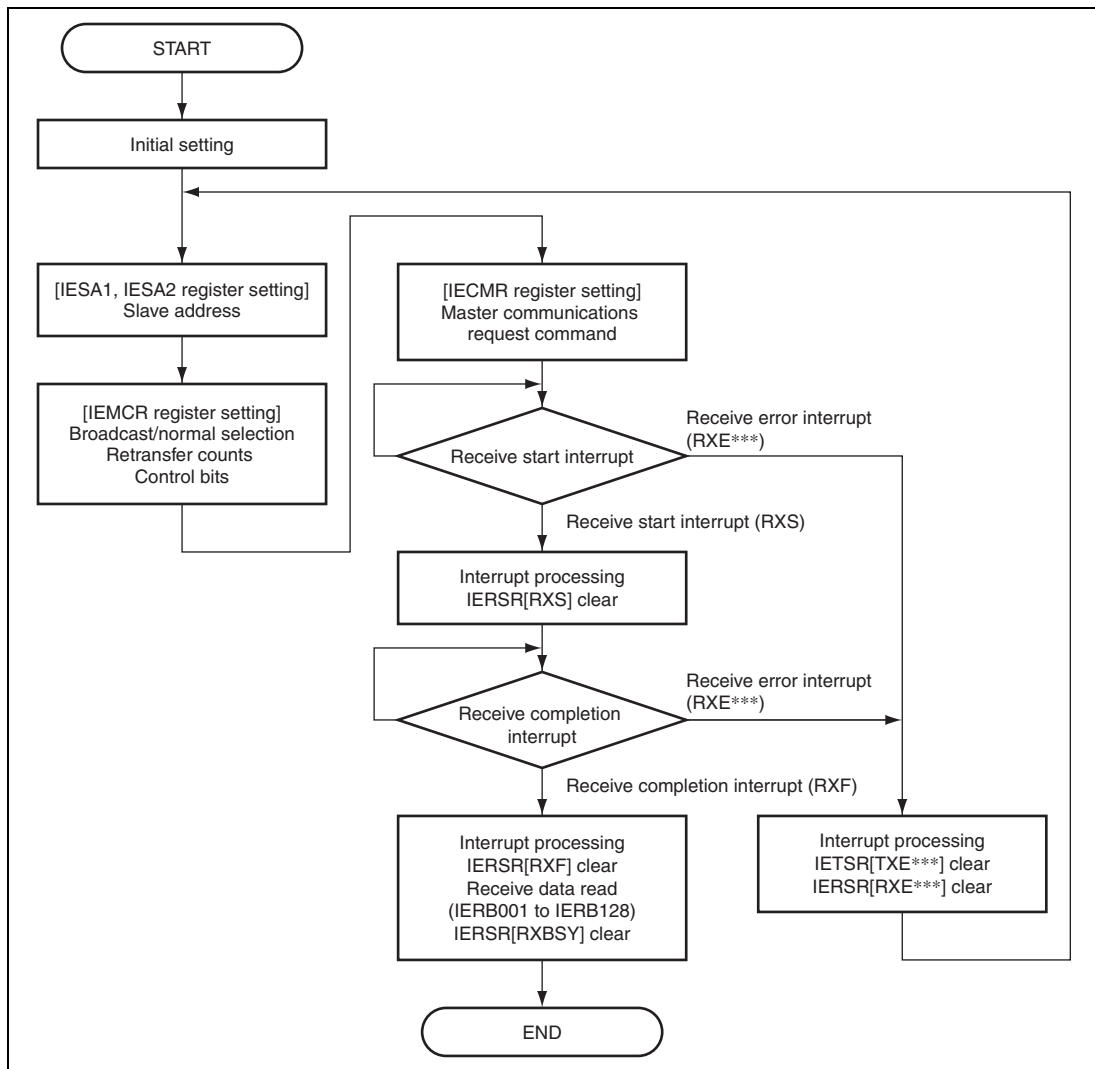 START
Initial setting
[IESA1, IESA2 register setting]
Slave address
[IEMCR register setting]
Broadcast/normal selection
Retransfer counts
Control bits
[IECMR register setting]
Master communications
request command
Receive start interrupt
Receive error interrupt
(RXE***)
Receive start interrupt (RXS)
Interrupt processing
IERSR[RXS] clear
Receive completion
interrupt
Receive error interrupt
(RXE***)
Receive completion interrupt (RXF)
Interrupt processing
IERSR[RXF] clear
Receive data read
(IERB001 to IERB128)
IERSR[RXBSY] clear
Interrupt processing
IETSR[TXE***] clear
IERSR[RXE***] clear
END